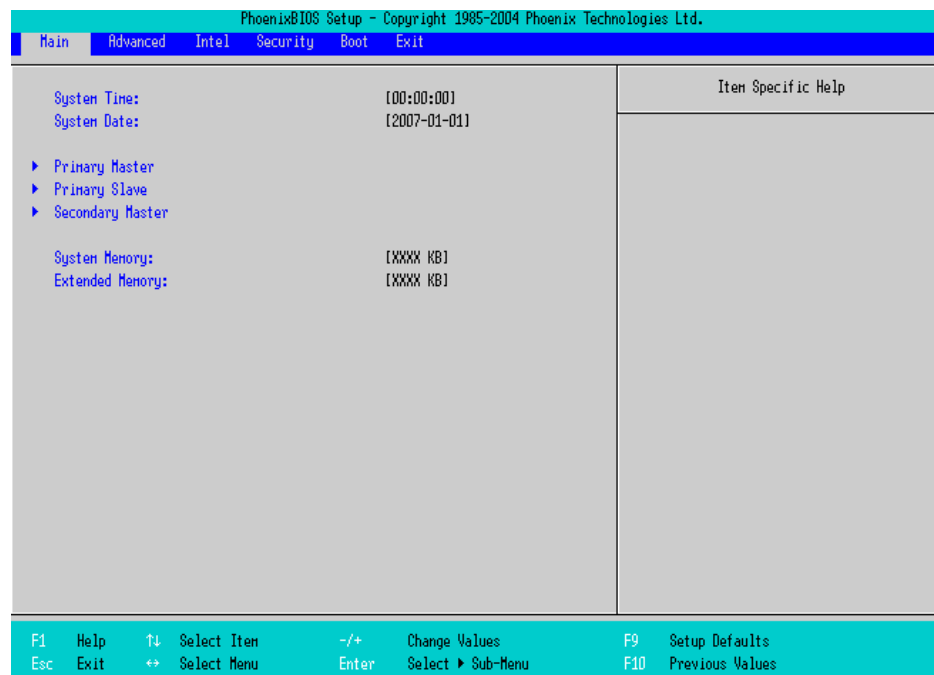 PhoenixBIOS Setup - Copyright 1985-2004 Phoenix Technologies Ltd.
Main Advanced Intel Security Boot Exit
Item Specific Help
System Time: [00:00:00]
System Date: [2007-01-01]
Primary Master
Primary Slave
Secondary Master
System Memory: [XXXX KB]
Extended Memory: [XXXX KB]
F1 Help ↑↓ Select Item -/+ Change Values F9 Setup Defaults
Esc Exit ↔ Select Menu Enter Select ▶ Sub-Menu F10 Previous Values